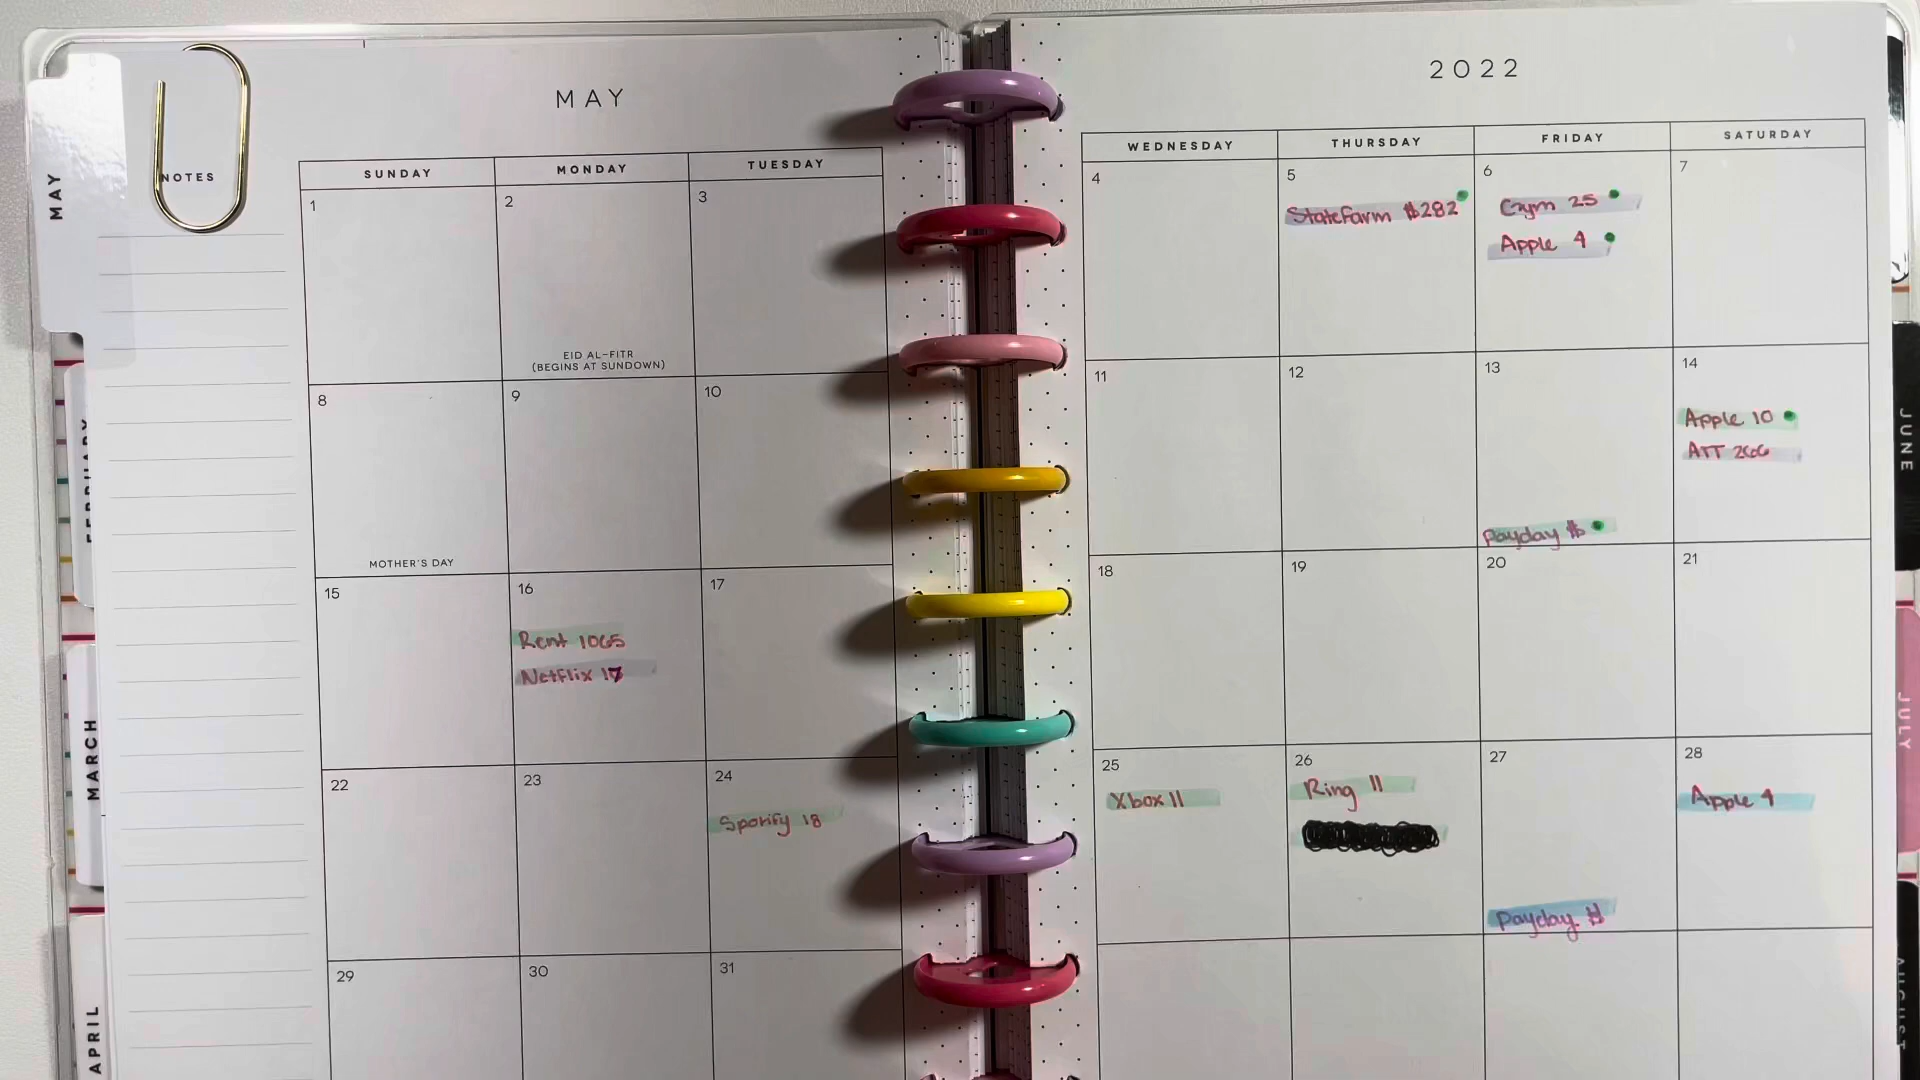 MAY
2022
MAY
NOTES
SUNDAY MONDAY TUESDAY WEDNESDAY THURSDAY FRIDAY SATURDAY
1 2 3 4 5 6 7
StateFarm $282
Gym 25
Apple 4
EID AL-FITR
(BEGINS AT SUNDOWN)
8 9 10 11 12 13 14
Apple 10
ATT 266
Payday $
MOTHER'S DAY
15 16 17 18 19 20 21
Rent 1065
Netflix 17
22 23 24 25 26 27 28
Spotify 18
Xbox 11
Ring 11
Apple 4
Payday $
29 30 31
FEBRUARY
MARCH
APRIL
JUNE
JULY
AUGUST